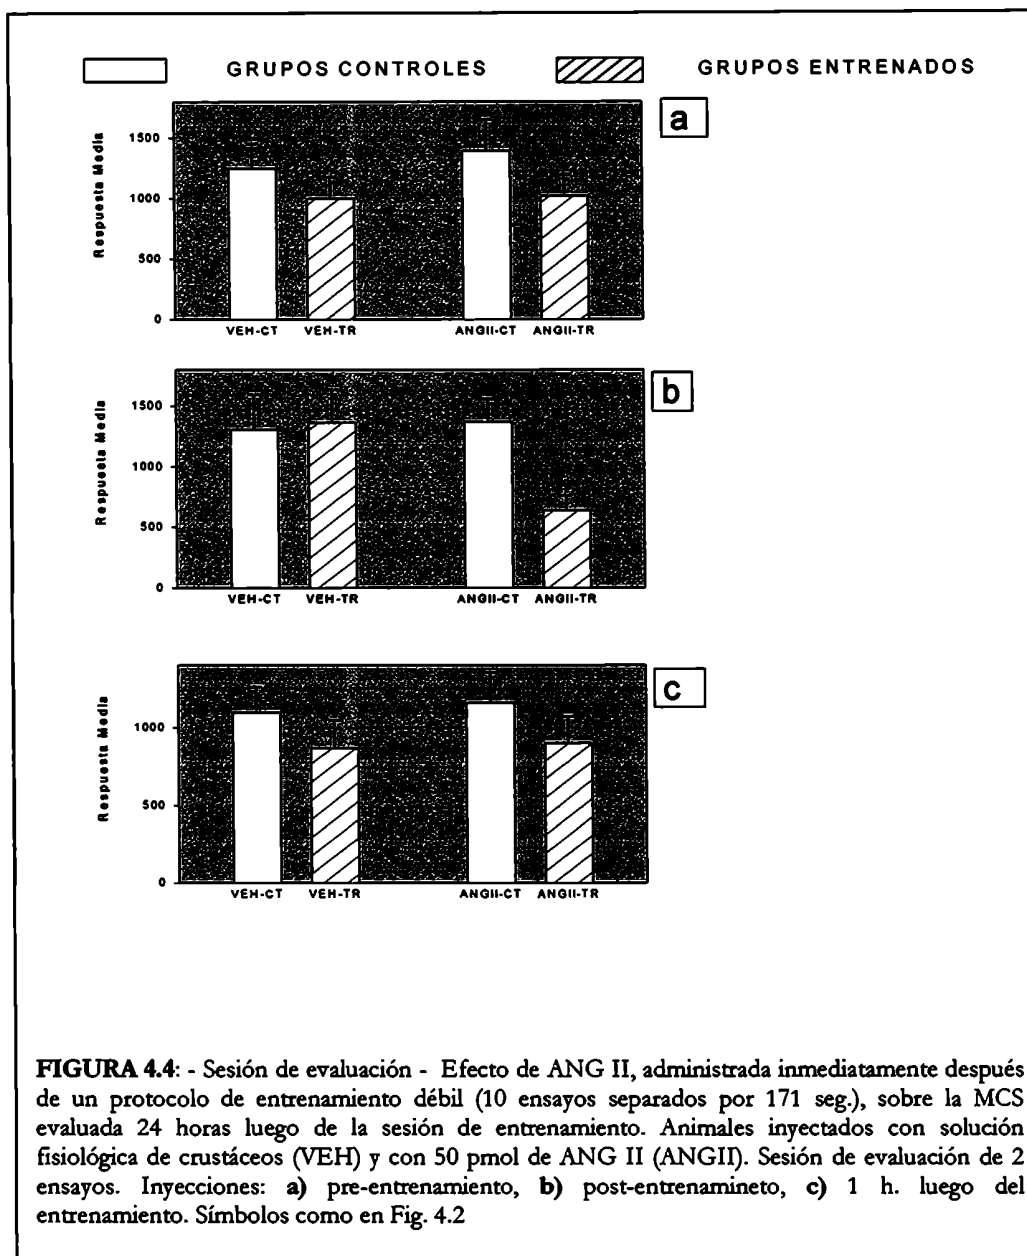 GRUPOS CONTROLES GRUPOS ENTRENADOS
a
Respuesta Media
1500
1000
500
0
VEH-CT VEH-TR ANGII-CT ANGII-TR
b
Respuesta Media
1500
1000
500
0
VEH-CT VEH-TR ANGII-CT ANGII-TR
c
Respuesta Media
1000
500
0
VEH-CT VEH-TR ANGII-CT ANGII-TR
FIGURA 4.4: - Sesión de evaluación - Efecto de ANG II, administrada inmediatamente después
de un protocolo de entrenamiento débil (10 ensayos separados por 171 seg.), sobre la MCS
evaluada 24 horas luego de la sesión de entrenamiento. Animales inyectados con solución
fisiológica de crustáceos (VEH) y con 50 pmol de ANG II (ANGII). Sesión de evaluación de 2
ensayos. Inyecciones: a) pre-entrenamiento, b) post-entrenamineto, c) 1 h. luego del
entrenamiento. Símbolos como en Fig. 4.2